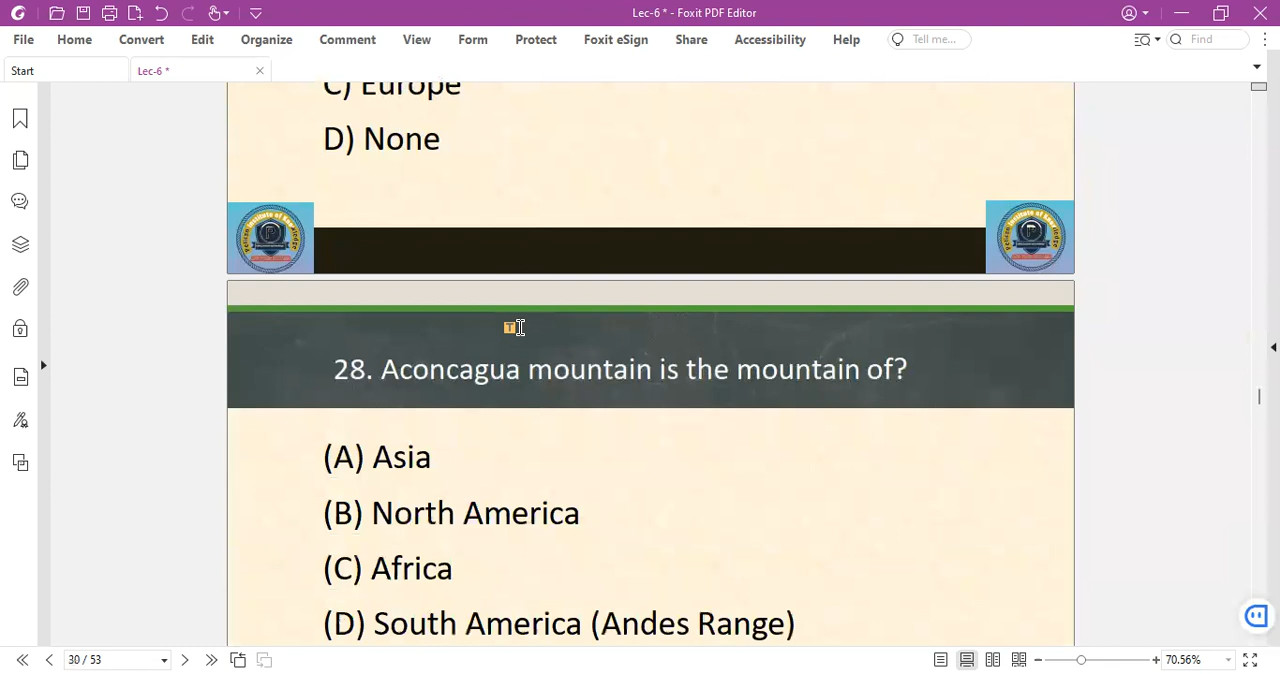 Lec-6 * - Foxit PDF Editor
File Home Convert Edit Organize Comment View Form Protect Foxit eSign Share Accessibility Help Tell me... Find
Start Lec-6 *
C) Europe
D) None
28. Aconcagua mountain is the mountain of?
(A) Asia
(B) North America
(C) Africa
(D) South America (Andes Range)
30 / 53 70.56%